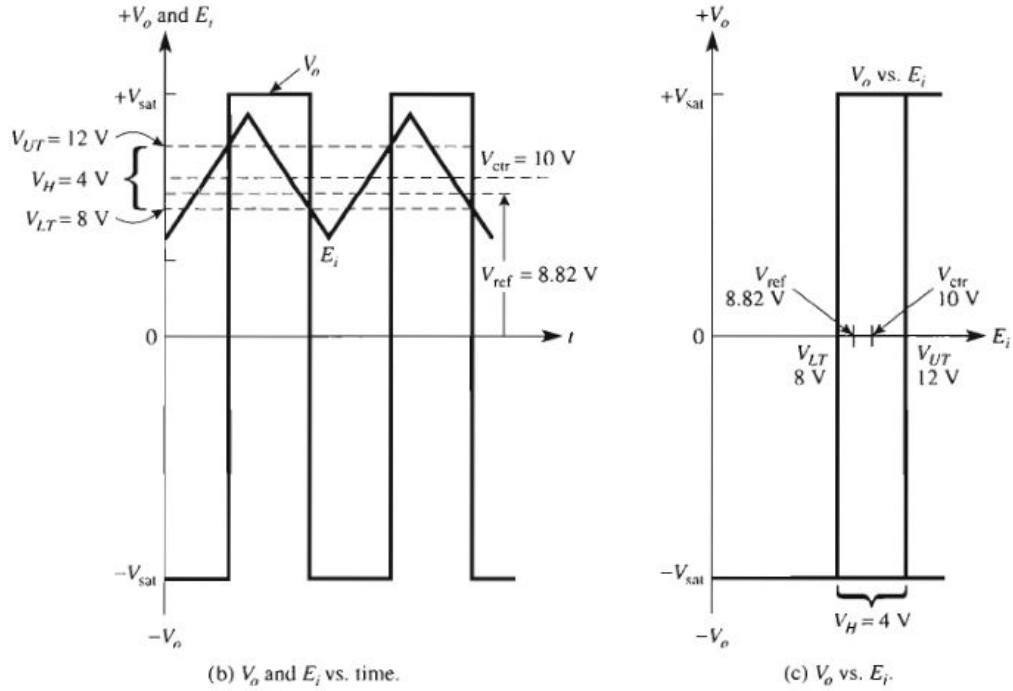 +V_o and E_i
V_o
+V_sat
V_UT = 12 V
V_ctr = 10 V
V_H = 4 V
V_LT = 8 V
E_i
V_ref = 8.82 V
0
t
−V_sat
−V_o
(b) V_o and E_i vs. time.
+V_o
V_o vs. E_i
+V_sat
V_ref
8.82 V
V_ctr
10 V
0
E_i
V_LT
8 V
V_UT
12 V
−V_sat
V_H = 4 V
−V_o
(c) V_o vs. E_i.